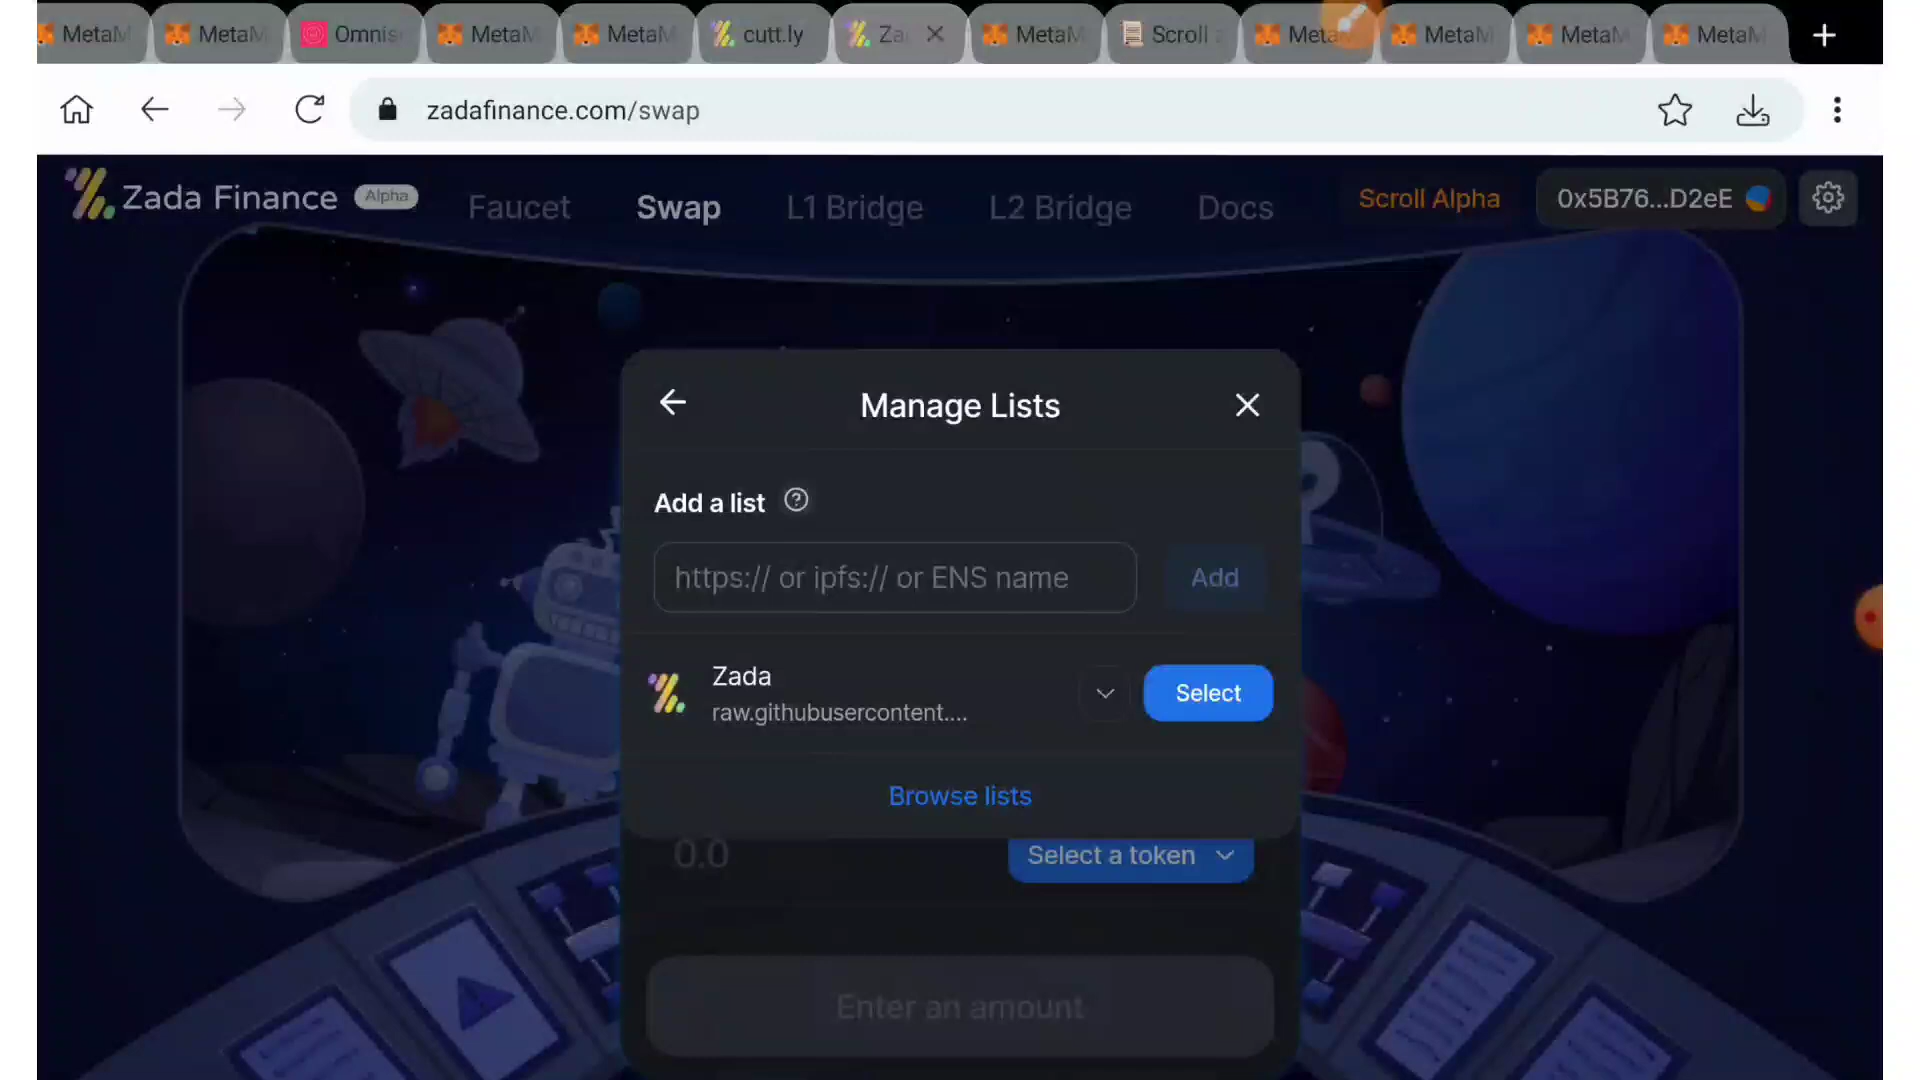 MetaM
MetaM
Omnis
MetaM
MetaM
cutt.ly
Za
MetaM
Scroll a
Meta
MetaM
MetaM
MetaM
zadafinance.com/swap
Zada Finance
Alpha
Faucet
Swap
L1 Bridge
L2 Bridge
Docs
Scroll Alpha
0x5B76...D2eE
Manage Lists
Add a list
https:// or ipfs:// or ENS name
Add
Zada
raw.githubusercontent....
Select
Browse lists
0.0
Select a token
Enter an amount